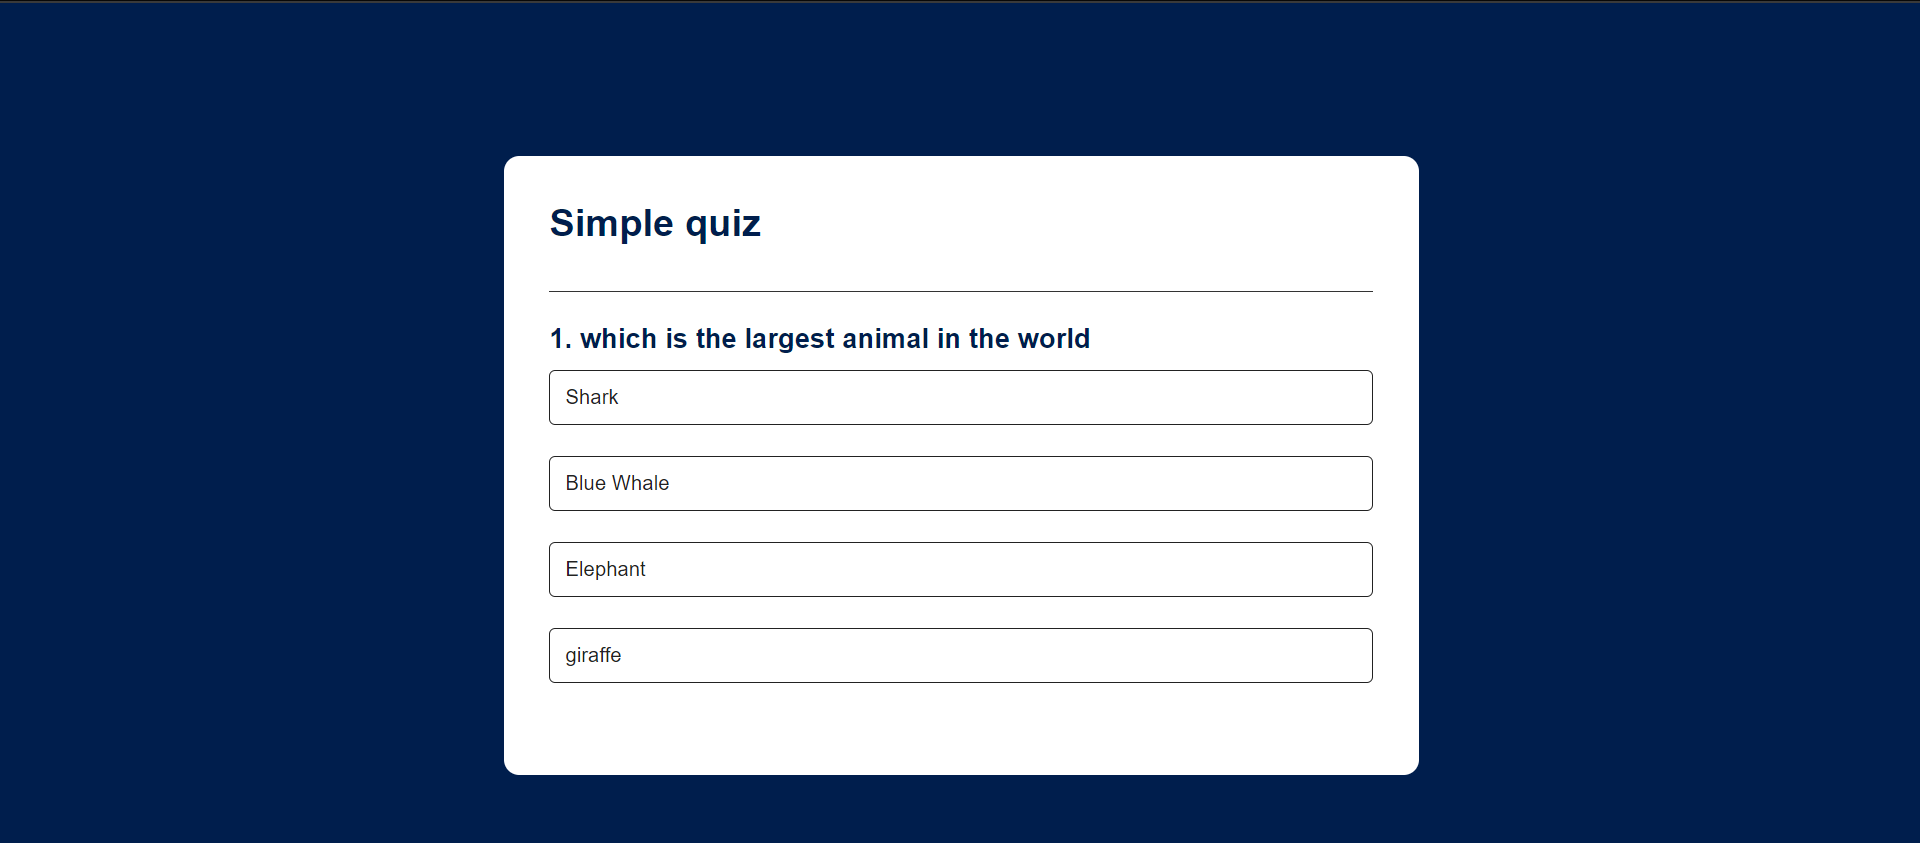 Simple quiz
1. which is the largest animal in the world
Shark
Blue Whale
Elephant
giraffe